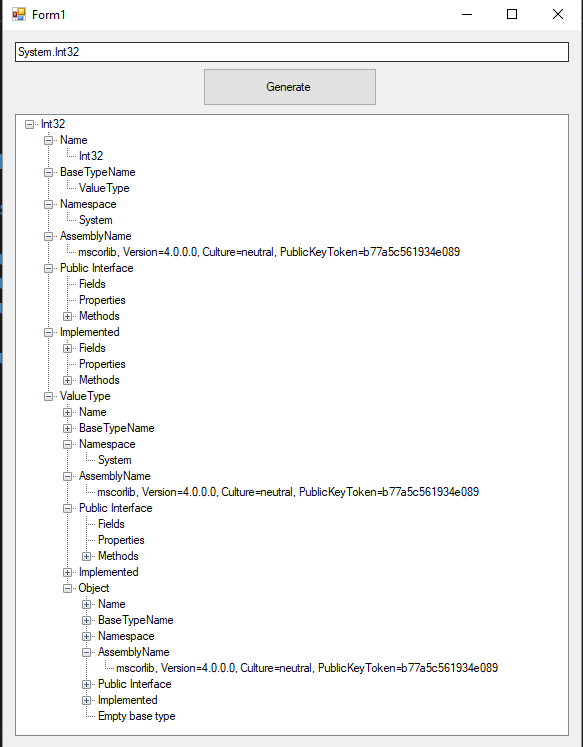 Form1
System.Int32
Generate
Int32
Name
Int32
BaseTypeName
ValueType
Namespace
System
AssemblyName
mscorlib, Version=4.0.0.0, Culture=neutral, PublicKeyToken=b77a5c561934e089
Public Interface
Fields
Properties
Methods
Implemented
Fields
Properties
Methods
ValueType
Name
BaseTypeName
Namespace
System
AssemblyName
mscorlib, Version=4.0.0.0, Culture=neutral, PublicKeyToken=b77a5c561934e089
Public Interface
Fields
Properties
Methods
Implemented
Object
Name
BaseTypeName
Namespace
AssemblyName
mscorlib, Version=4.0.0.0, Culture=neutral, PublicKeyToken=b77a5c561934e089
Public Interface
Implemented
Empty base type